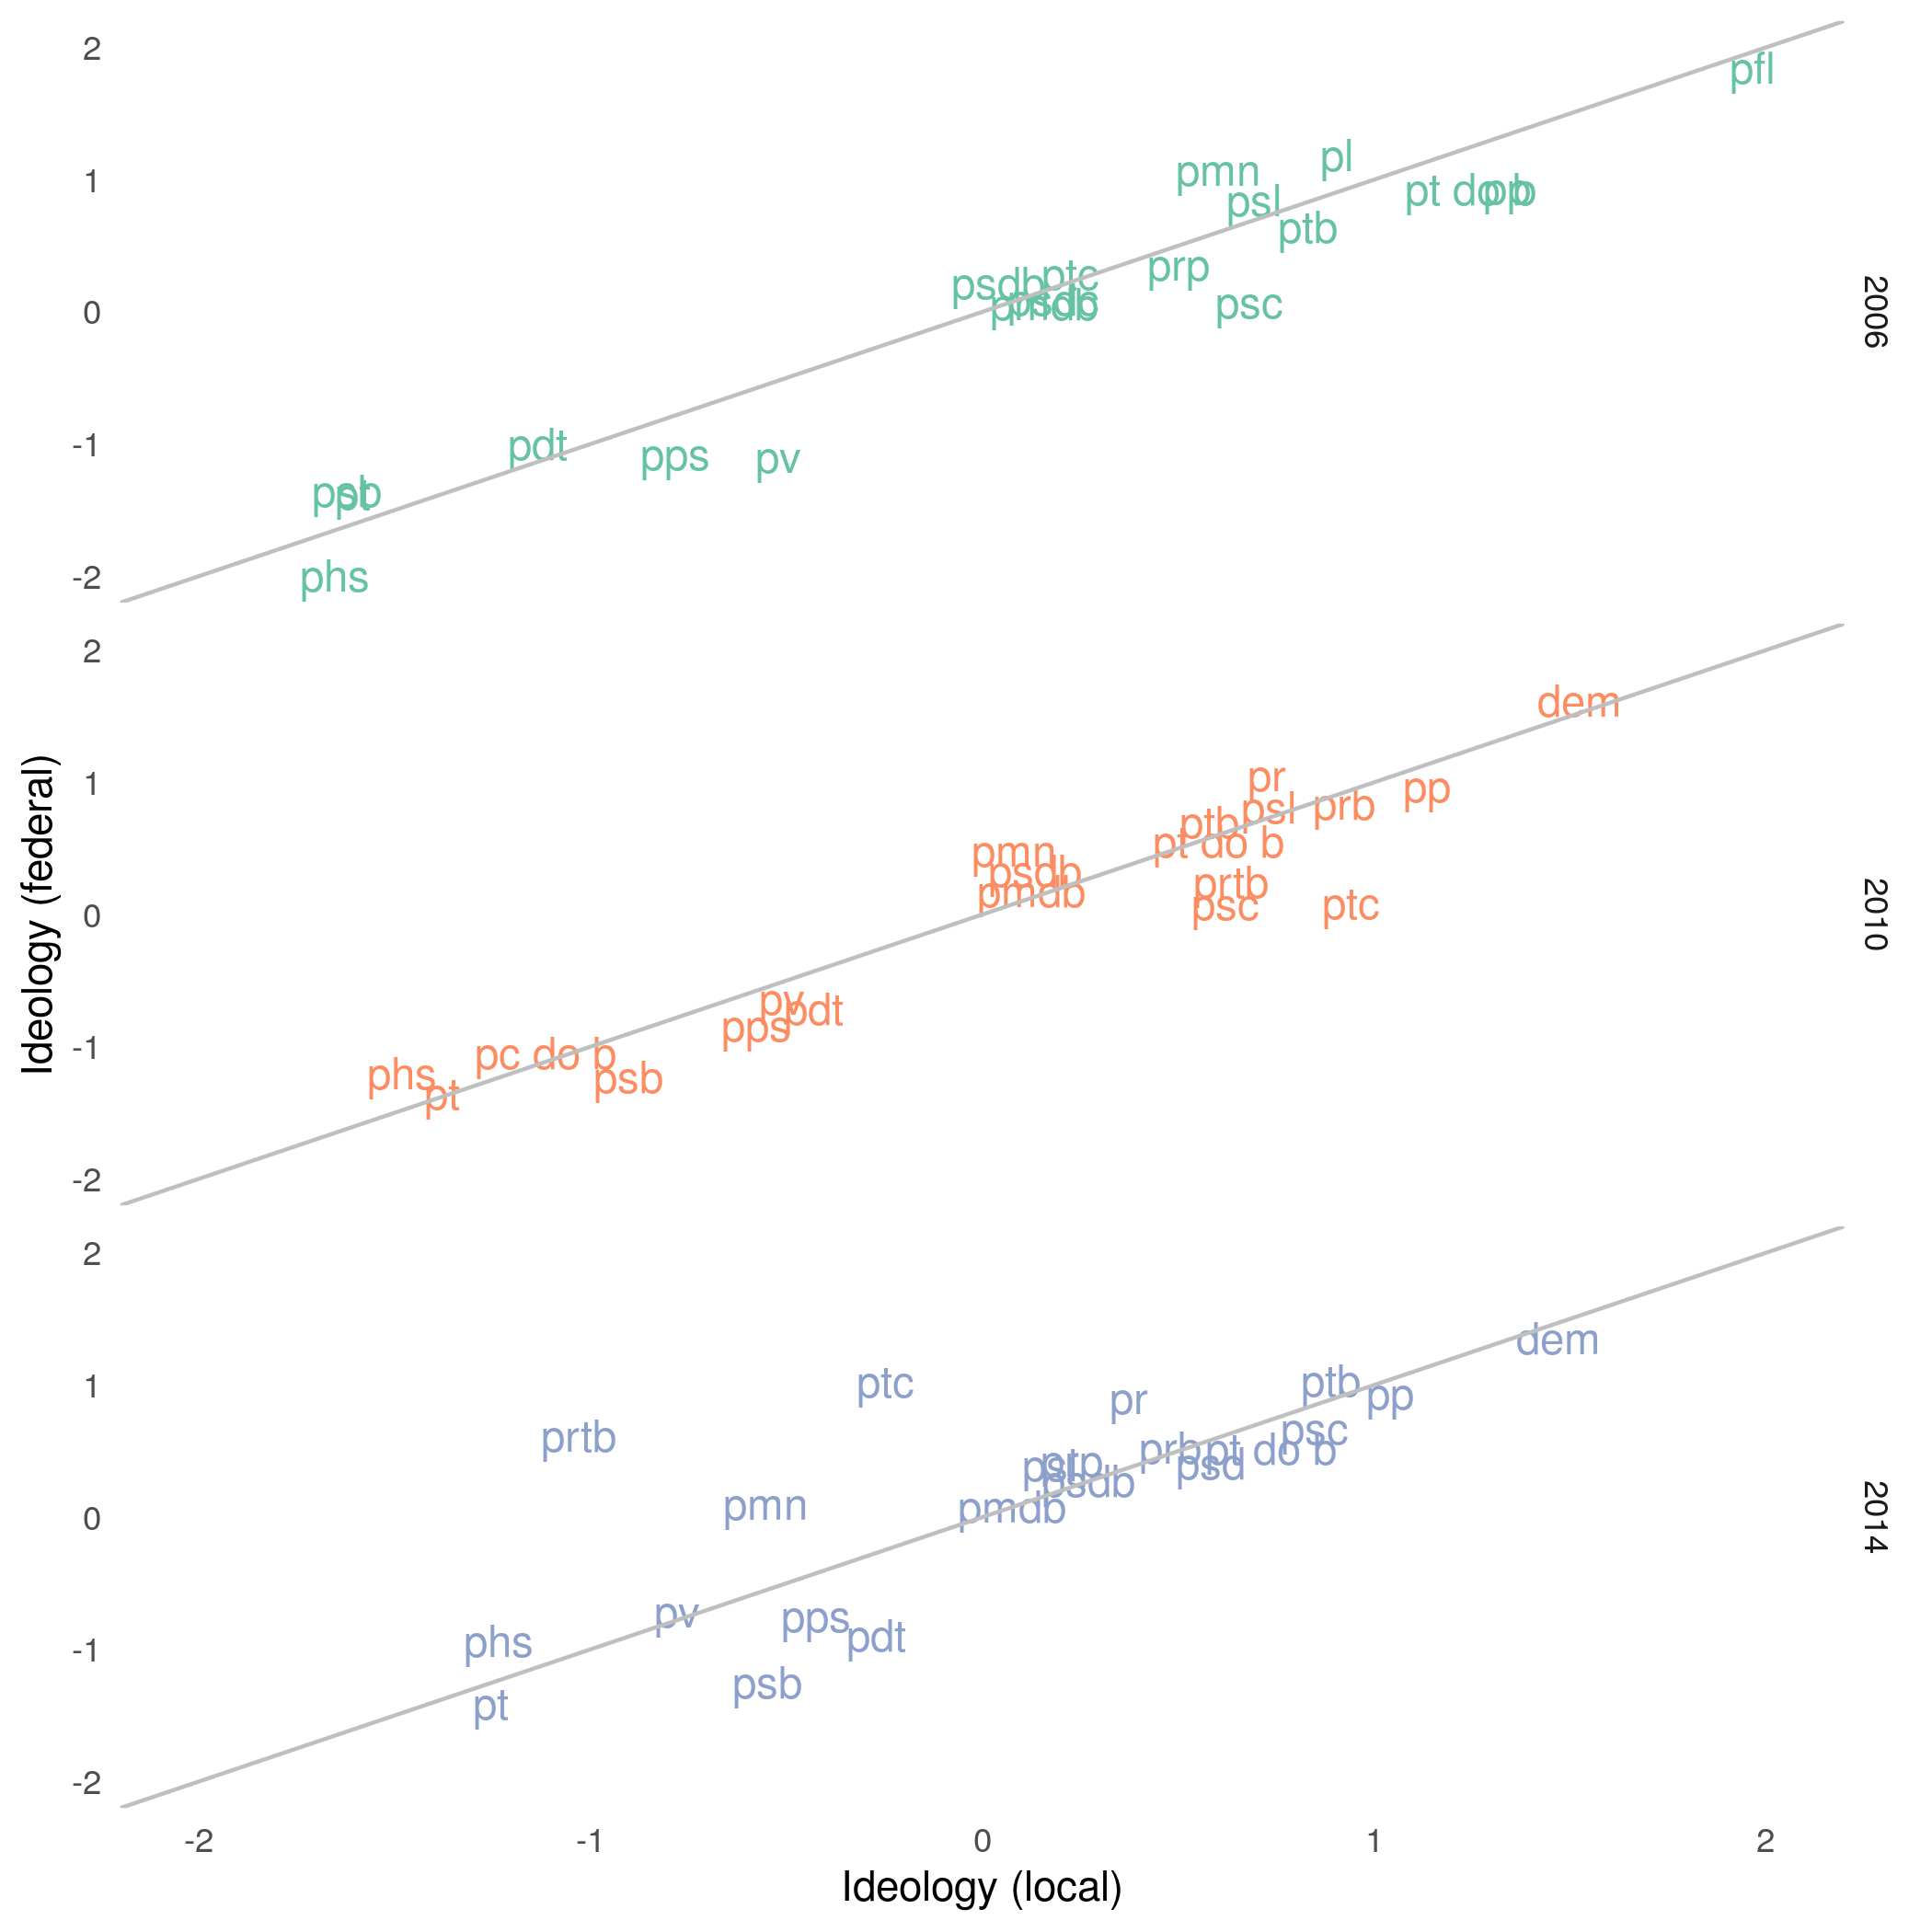 2
pfl
pl
pmn
1
pt do b
pp
psl
ptb
ptc
prp
psdb
psc
0
pmdb
2006
-1
pdt
pps
pv
psb
pt
-2
phs
2
dem
pr
1
pp
psl
prb
ptb
pt do b
pmn
psdb
prtb
pmdb
psc
ptc
0
2010
pv
pdt
pps
-1
pc do b
phs
psb
pt
-2
Ideology (federal)
2
dem
ptc
ptb
1
pr
pp
prtb
psc
prb
pt do b
prp
psl
psd
psdb
pmn
pmdb
0
2014
pv
pps
pdt
-1
phs
psb
pt
-2
-2 -1 0 1 2
Ideology (local)